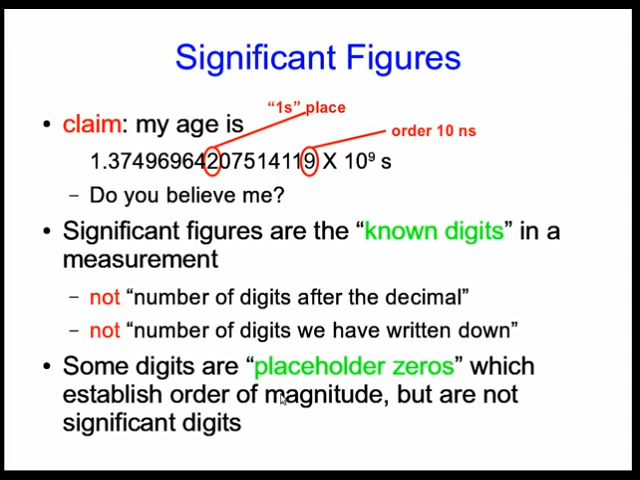 Significant Figures
"1s" place
• claim: my age is
order 10 ns
1.37496964207514119 X 10⁹ s
– Do you believe me?
• Significant figures are the "known digits" in a
measurement
– not "number of digits after the decimal"
– not "number of digits we have written down"
• Some digits are "placeholder zeros" which
establish order of magnitude, but are not
significant digits